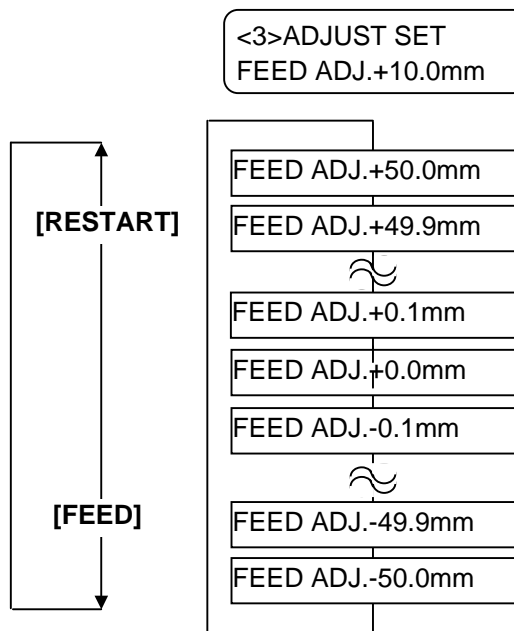 <3>ADJUST SET
FEED ADJ.+10.0mm
FEED ADJ.+50.0mm
[RESTART]
FEED ADJ.+49.9mm
FEED ADJ.+0.1mm
FEED ADJ.+0.0mm
FEED ADJ.-0.1mm
[FEED]
FEED ADJ.-49.9mm
FEED ADJ.-50.0mm